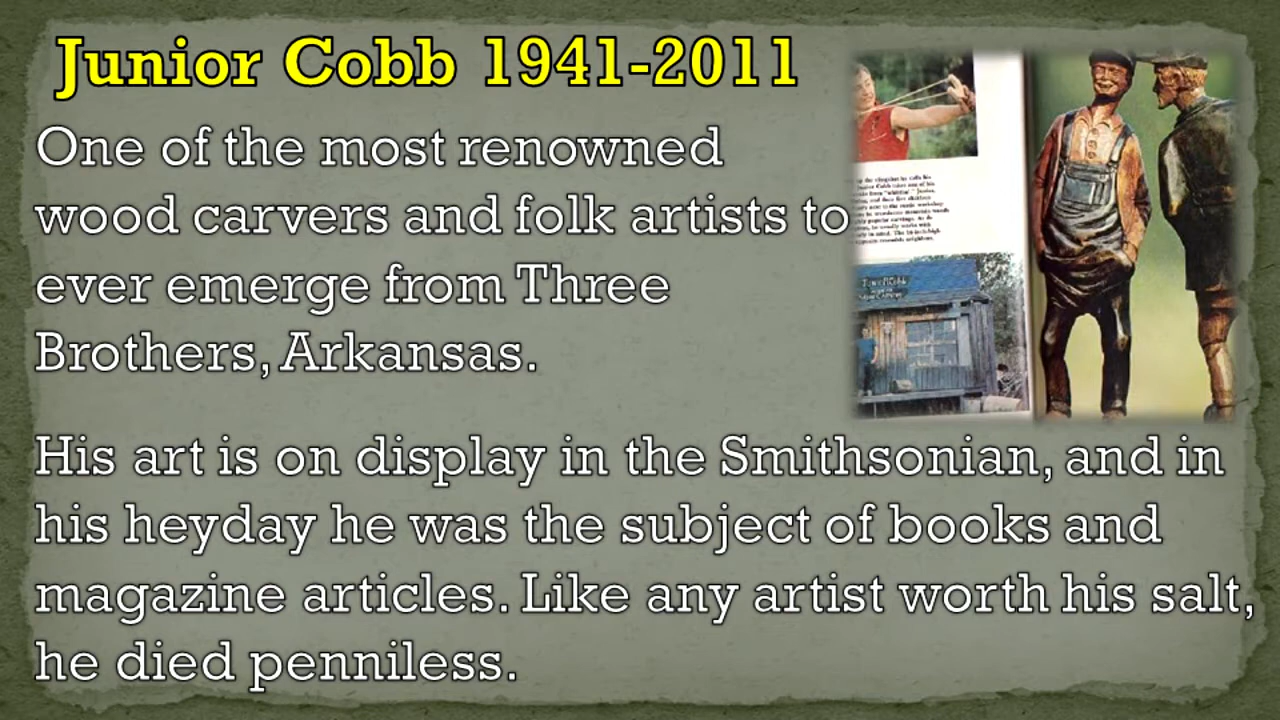 Junior Cobb 1941-2011
One of the most renowned
wood carvers and folk artists to
ever emerge from Three
Brothers, Arkansas.
His art is on display in the Smithsonian, and in
his heyday he was the subject of books and
magazine articles. Like any artist worth his salt,
he died penniless.